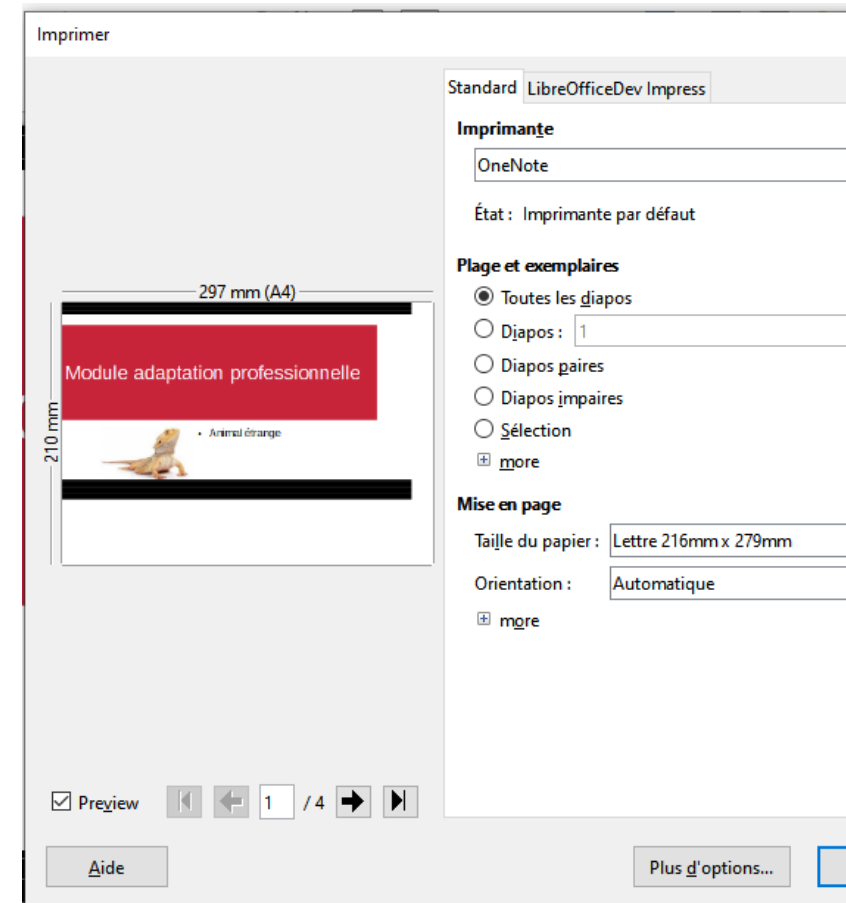 Imprimer
Standard LibreOfficeDev Impress
Imprimante
OneNote
État : Imprimante par défaut
Plage et exemplaires
Toutes les diapos
Diapos : 1
Diapos paires
Diapos impaires
Sélection
more
Mise en page
Taille du papier : Lettre 216mm x 279mm
Orientation : Automatique
more
297 mm (A4)
210 mm
Module adaptation professionnelle
• Animal étrange
Preview 1 / 4
Aide
Plus d'options...